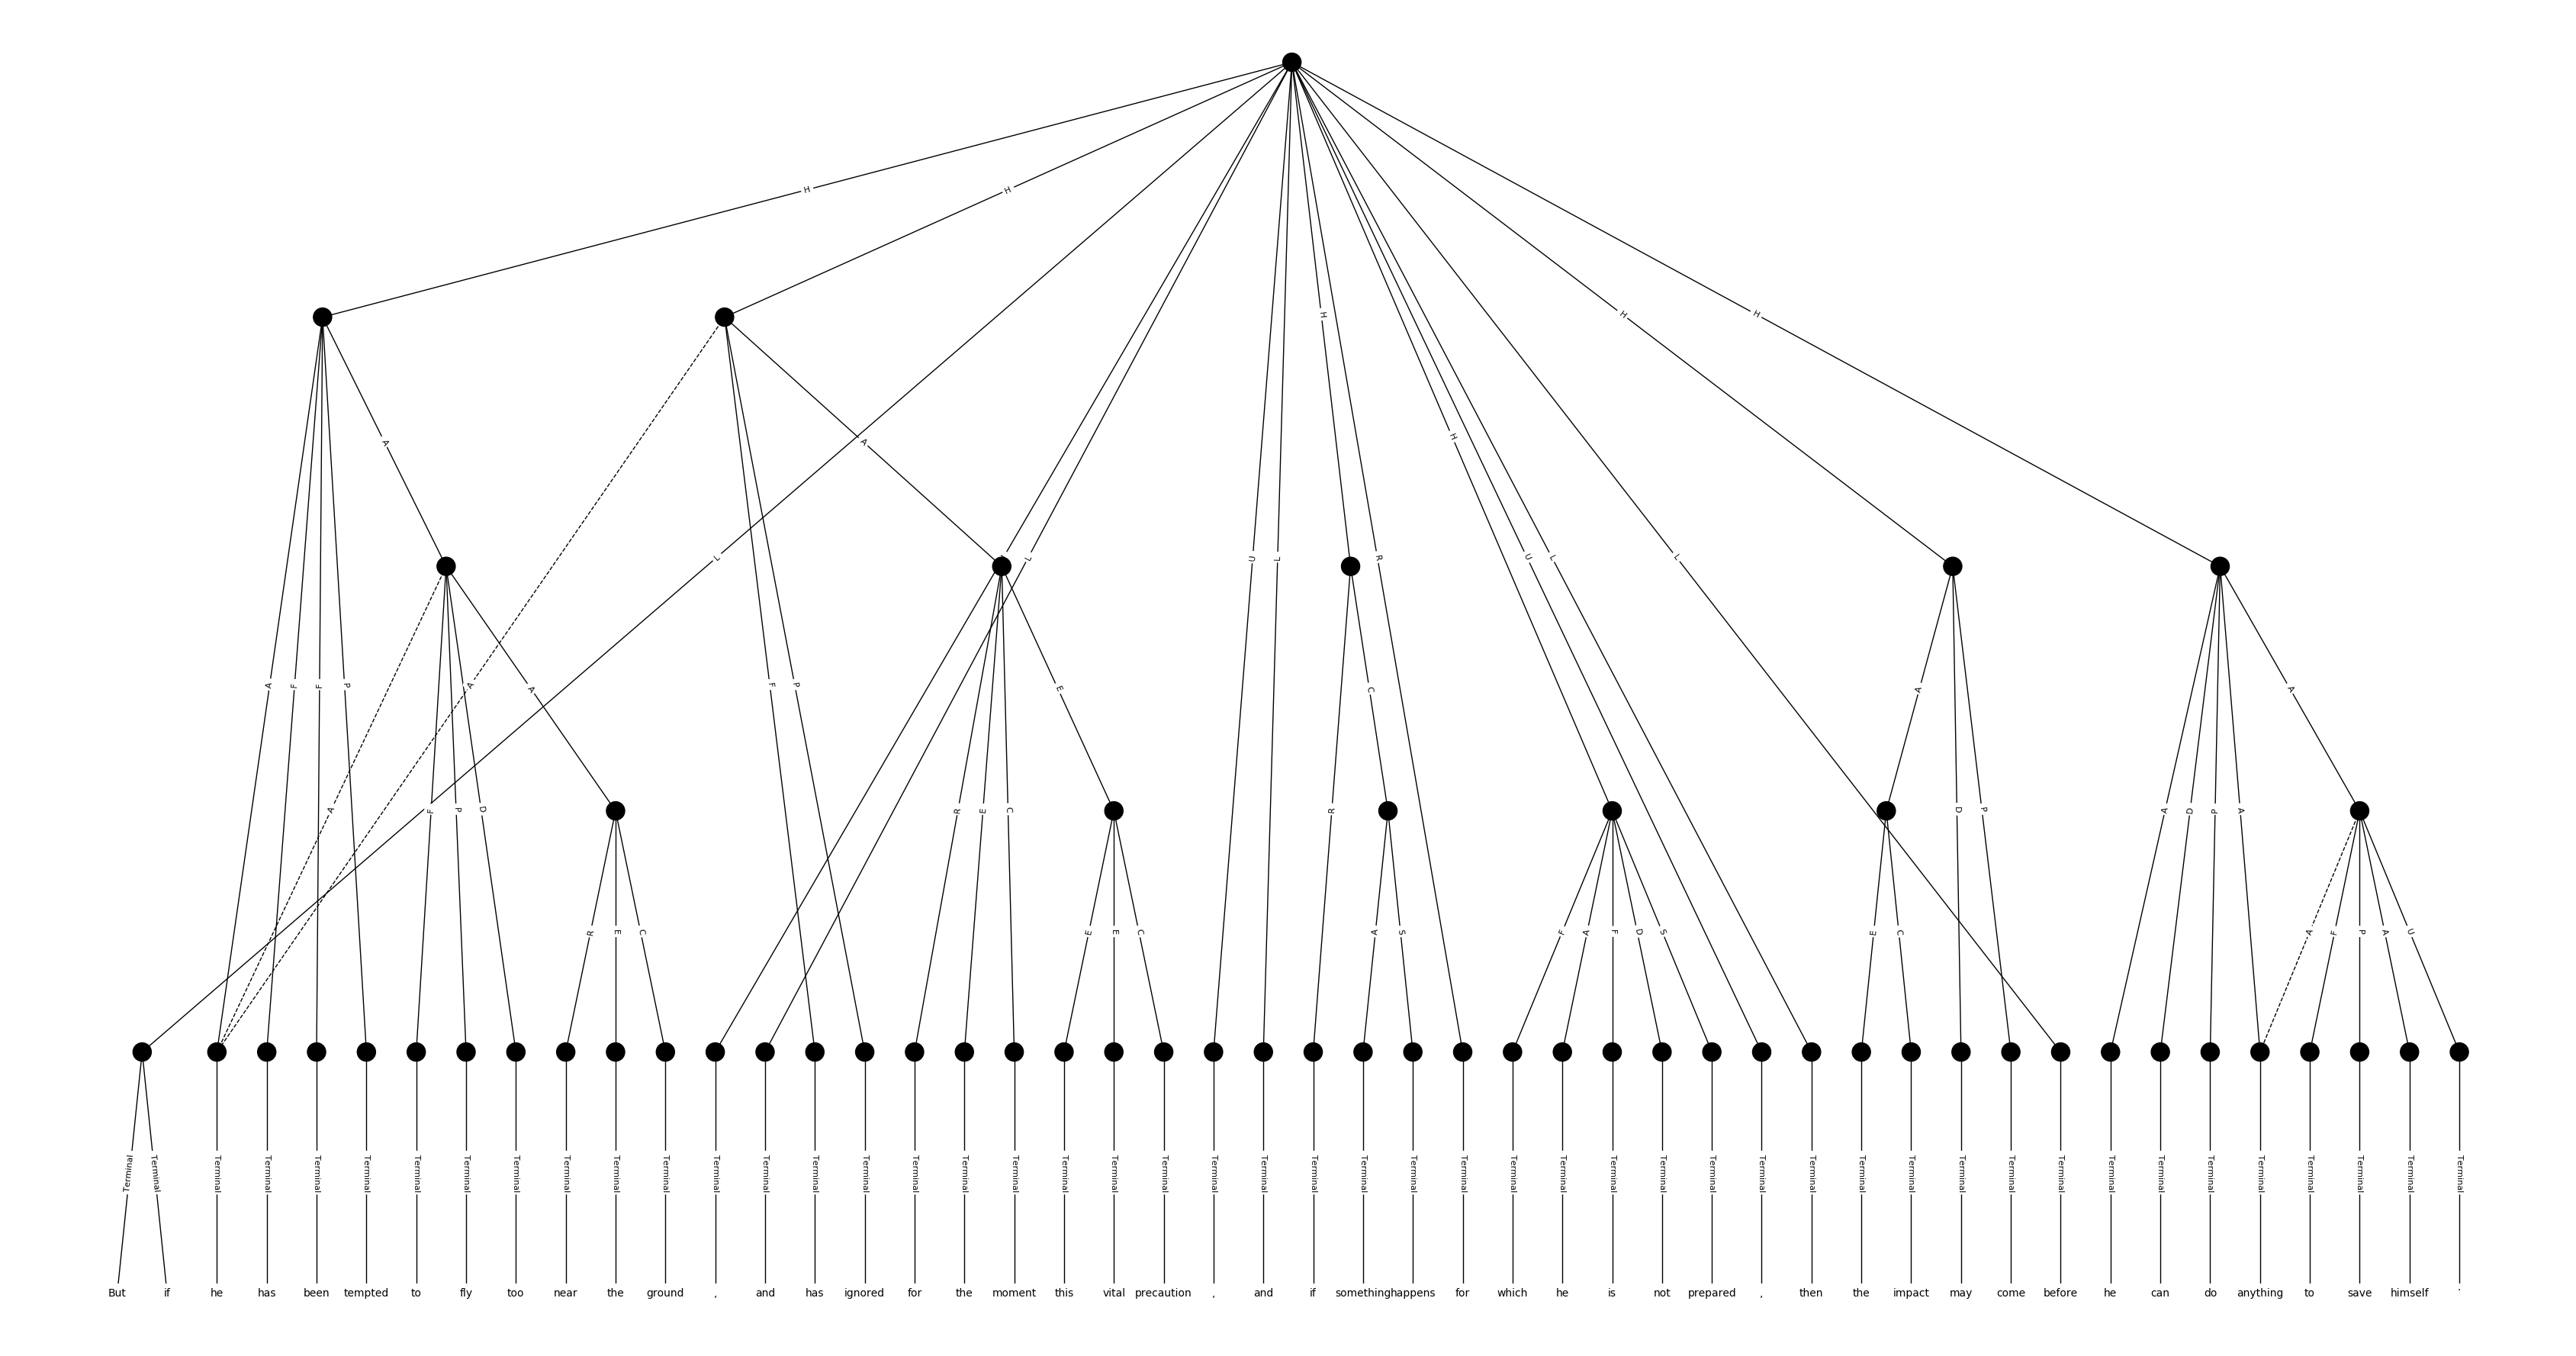 H H
H H H
A A H
L U L R U L L
A F F P A F P E C A A
A F P D R E C R A D P A D P A
R E C E E C A S F A F D S E C A F P A U
Terminal Terminal Terminal Terminal Terminal Terminal Terminal Terminal Terminal Terminal Terminal Terminal Terminal Terminal Terminal Terminal Terminal Terminal Terminal Terminal Terminal Terminal Terminal Terminal Terminal Terminal Terminal Terminal Terminal Terminal Terminal Terminal Terminal Terminal Terminal Terminal Terminal Terminal Terminal Terminal Terminal Terminal Terminal Terminal Terminal Terminal Terminal Terminal
But if he has been tempted to fly too near the ground , and has ignored for the moment this vital precaution , and if something happens for which he is not prepared , then the impact may come before he can do anything to save himself .